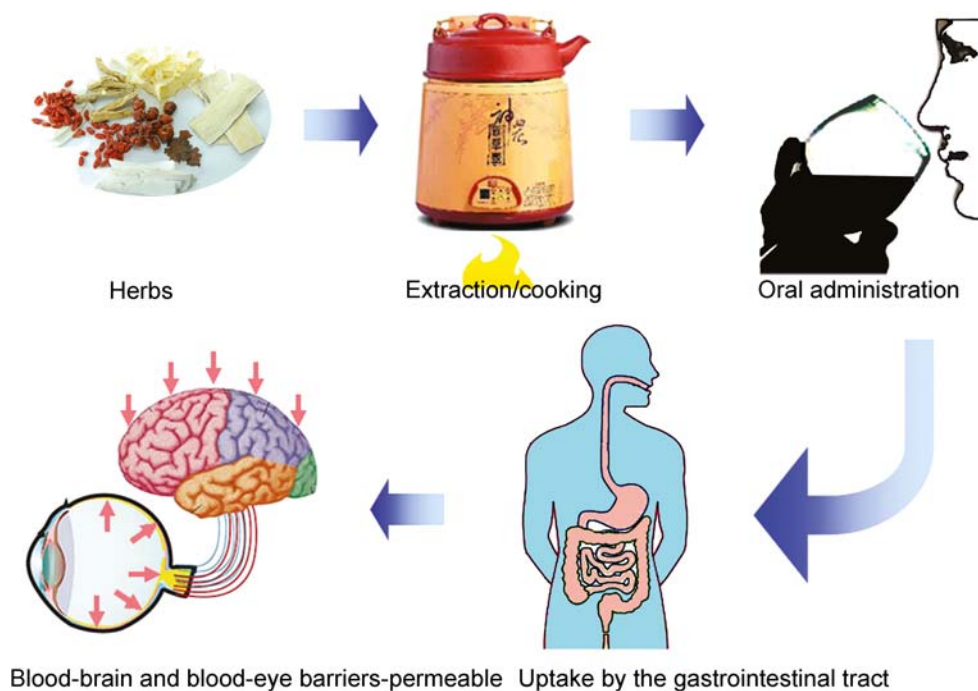 Herbs
Extraction/cooking
Oral administration
Blood-brain and blood-eye barriers-permeable
Uptake by the gastrointestinal tract